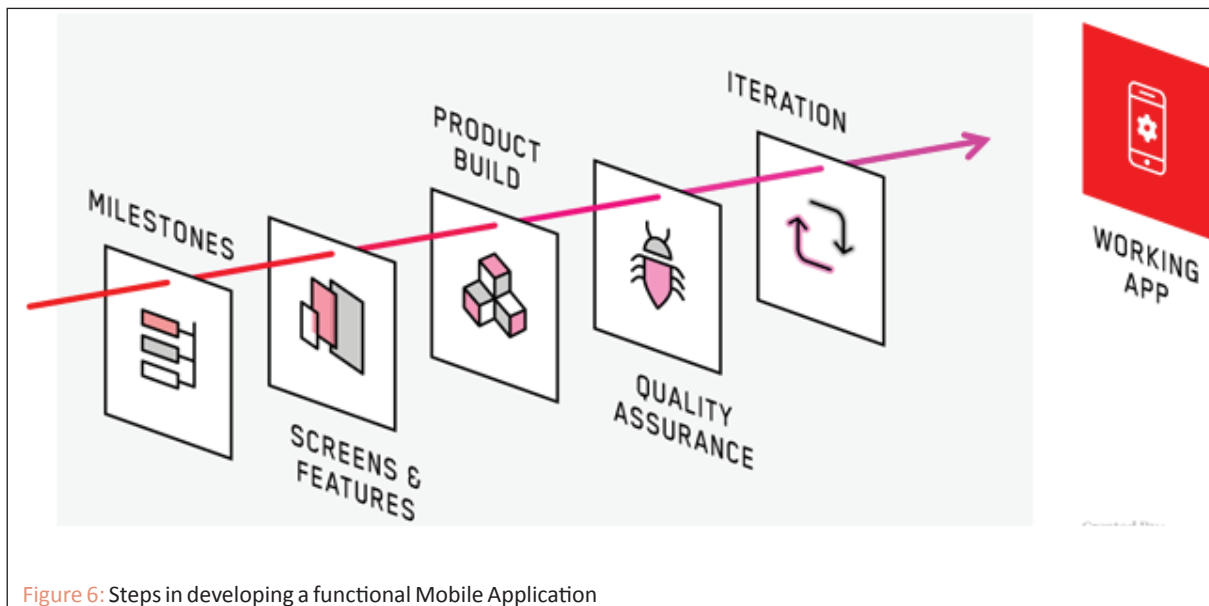 MILESTONES
SCREENS &
FEATURES
PRODUCT
BUILD
QUALITY
ASSURANCE
ITERATION
WORKING
APP
Figure 6: Steps in developing a functional Mobile Application